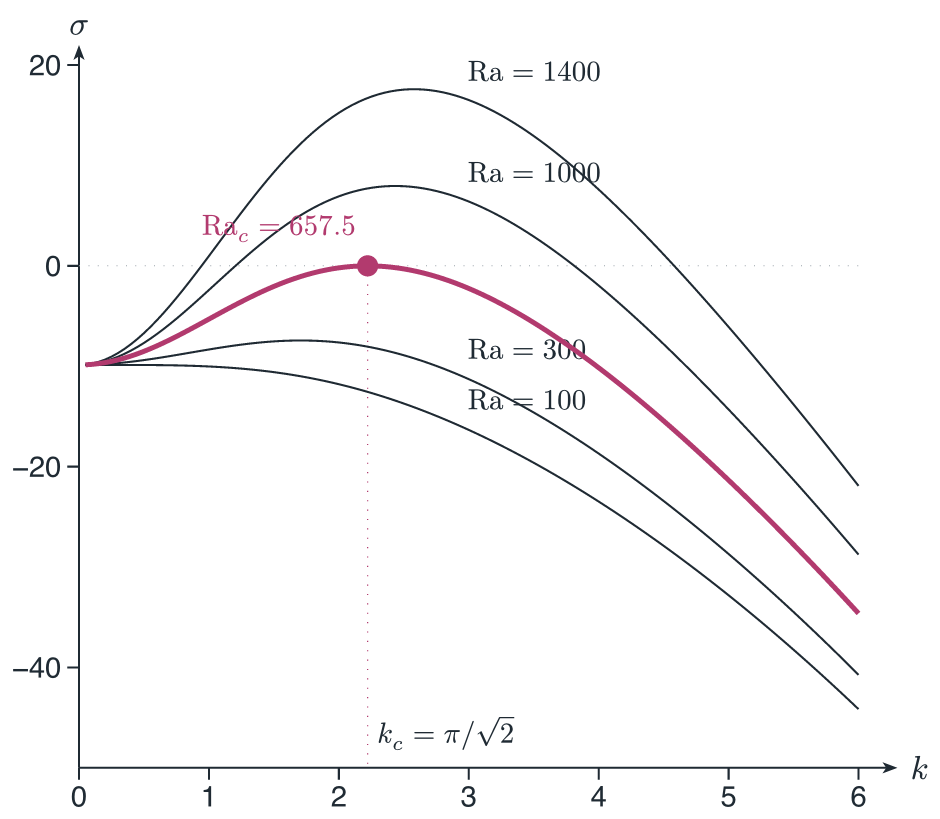 σ
20
Ra = 1400
Ra = 1000
Ra_c = 657.5
0
Ra = 300
Ra = 100
−20
−40
k_c = π/√2
k
0 1 2 3 4 5 6